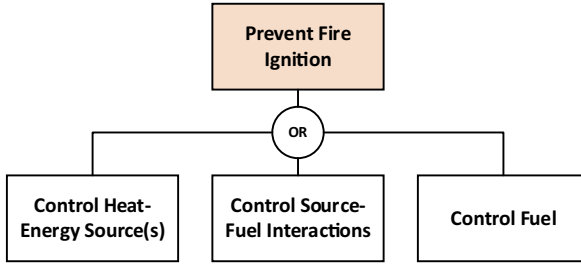 Prevent Fire
Ignition
OR
Control Heat-
Energy Source(s)
Control Source-
Fuel Interactions
Control Fuel